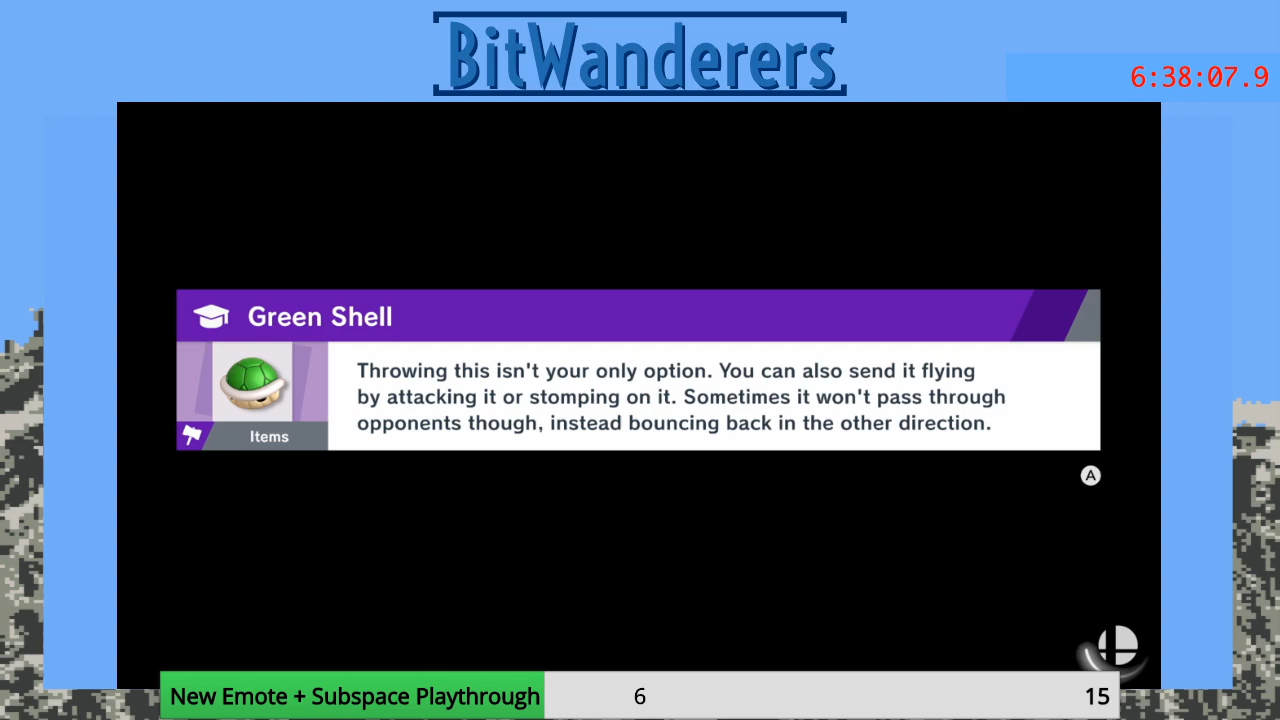 BitWanderers
6:38:07.9
Green Shell
Throwing this isn't your only option. You can also send it flying
by attacking it or stomping on it. Sometimes it won't pass through
opponents though, instead bouncing back in the other direction.
Items
A
New Emote + Subspace Playthrough 6 15